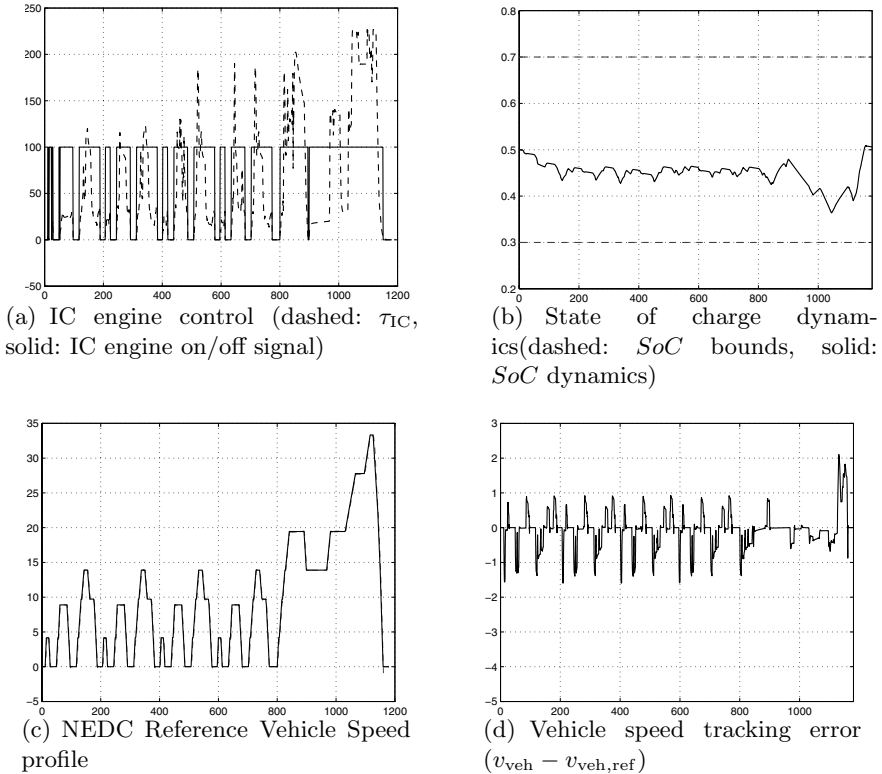 250
200
150
100
50
0
−50
0 200 400 600 800 1000 1200
(a) IC engine control (dashed: τIC,
solid: IC engine on/off signal)
0.8
0.7
0.6
0.5
0.4
0.3
0.2
0 200 400 600 800 1000
(b) State of charge dynam-
ics(dashed: SoC bounds, solid:
SoC dynamics)
35
30
25
20
15
10
5
0
−5
0 200 400 600 800 1000 1200
(c) NEDC Reference Vehicle Speed
profile
3
2
1
0
−1
−2
−3
−4
−5
0 200 400 600 800 1000
(d) Vehicle speed tracking error
(vveh − vveh,ref)